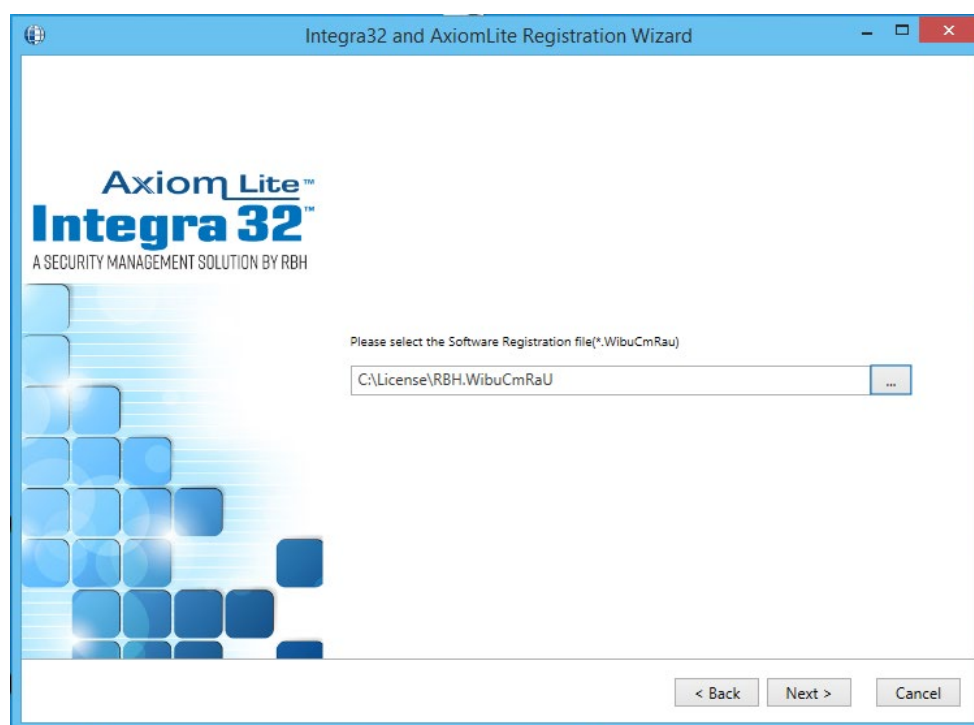 Integra32 and AxiomLite Registration Wizard
Axiom Lite™
Integra 32™
A SECURITY MANAGEMENT SOLUTION BY RBH
Please select the Software Registration file(*.WibuCmRau)
C:\License\RBH.WibuCmRaU
...
< Back
Next >
Cancel